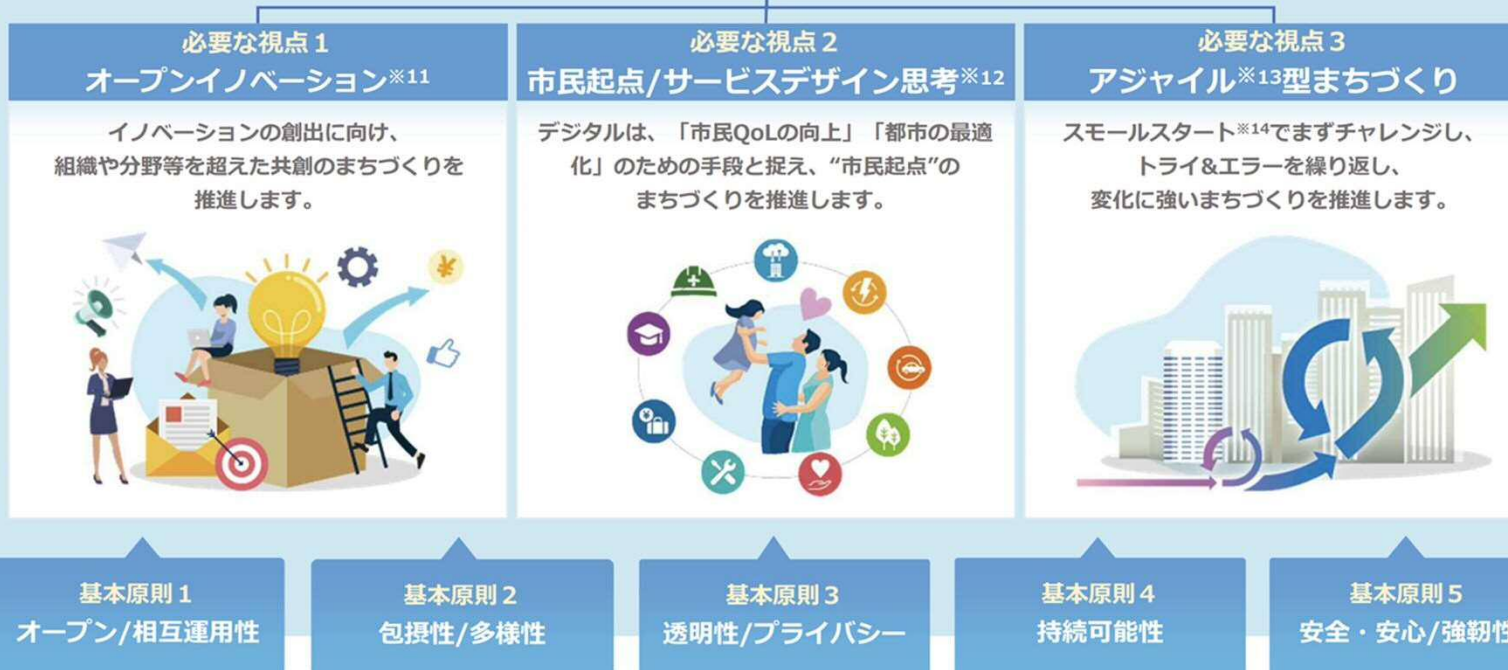 必要な視点1
オープンイノベーション※11
イノベーションの創出に向け、
組織や分野等を超えた共創のまちづくりを
推進します。
必要な視点2
市民起点/サービスデザイン思考※12
デジタルは、「市民QoLの向上」「都市の最適
化」のための手段と捉え、“市民起点”の
まちづくりを推進します。
必要な視点3
アジャイル※13型まちづくり
スモールスタート※14でまずチャレンジし、
トライ&エラーを繰り返し、
変化に強いまちづくりを推進します。
基本原則1
オープン/相互運用性
基本原則2
包摂性/多様性
基本原則3
透明性/プライバシー
基本原則4
持続可能性
基本原則5
安全・安心/強靭性